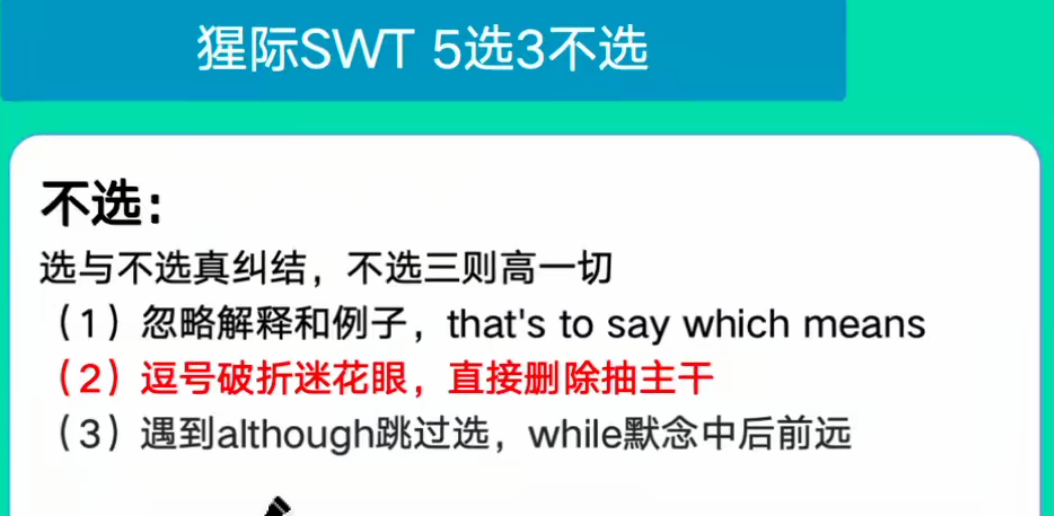 猩际SWT 5选3不选
不选：
选与不选真纠结，不选三则高一切
（1）忽略解释和例子，that's to say which means
（2）逗号破折迷花眼，直接删除抽主干
（3）遇到although跳过选，while默念中后前远